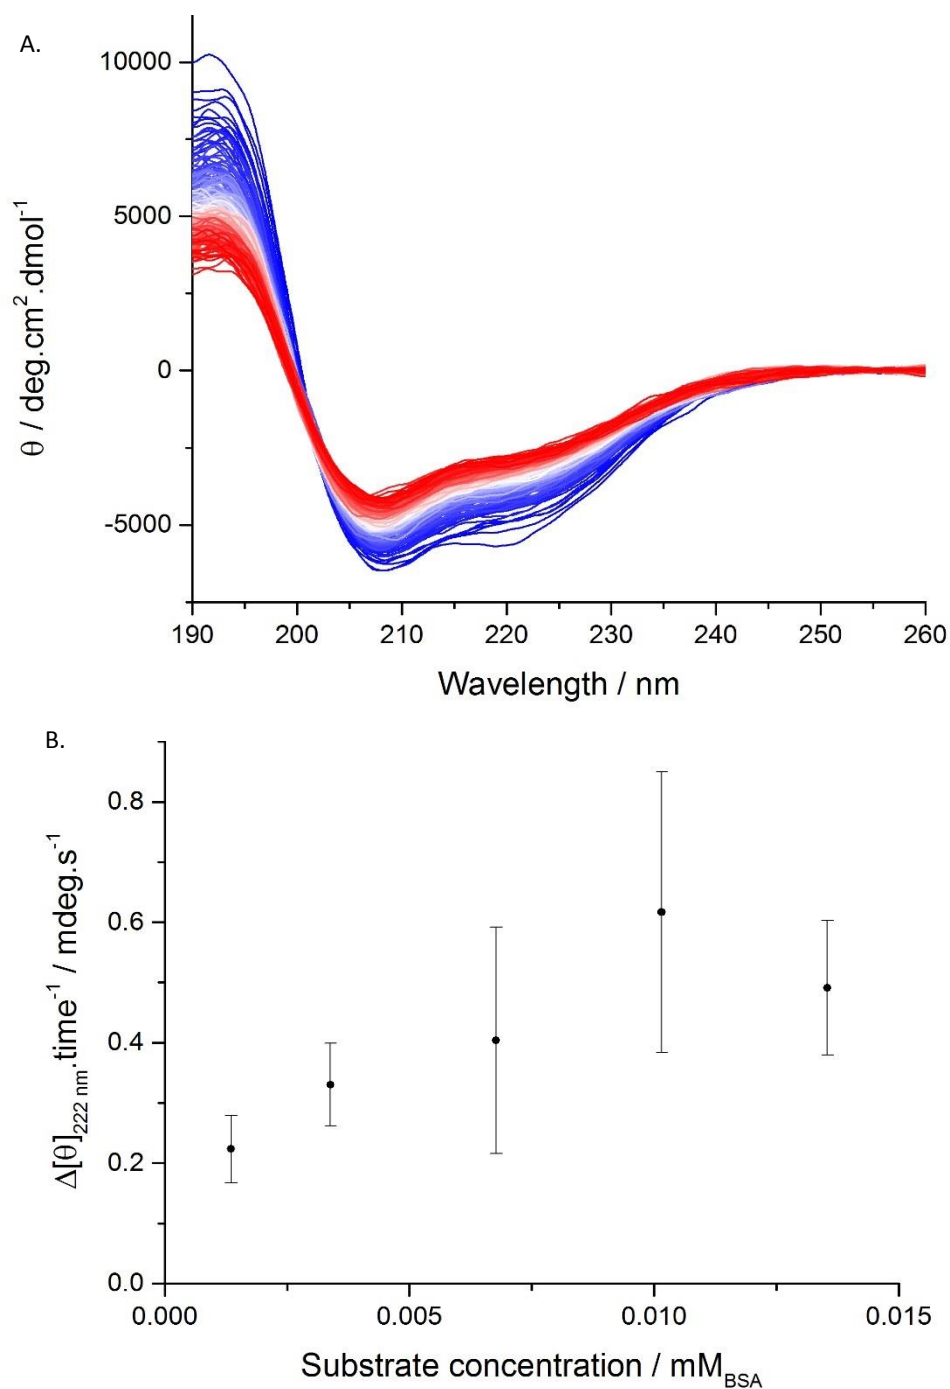 A.
10000
5000
0
-5000
θ / deg.cm².dmol⁻¹
190 200 210 220 230 240 250 260
Wavelength / nm
B.
0.8
0.6
0.4
0.2
0.0
Δ[θ]₂₂₂ ₙₘ.time⁻¹ / mdeg.s⁻¹
0.000 0.005 0.010 0.015
Substrate concentration / mM_BSA